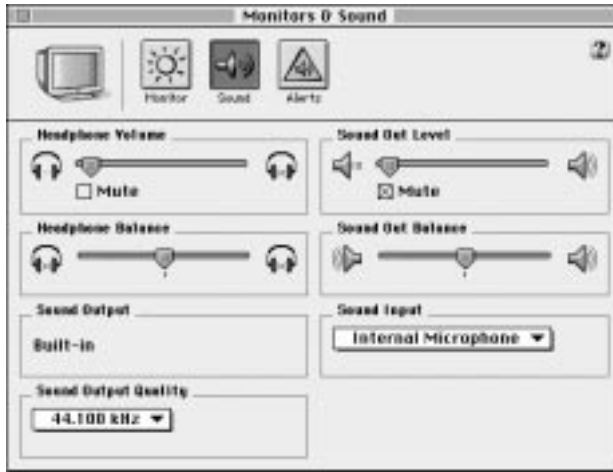 Monitors & Sound
Monitor
Sound
Alerts
Headphone Volume
Mute
Sound Out Level
Mute
Headphone Balance
Sound Out Balance
Sound Output
Built-in
Sound Input
Internal Microphone
Sound Output Quality
44.100 kHz